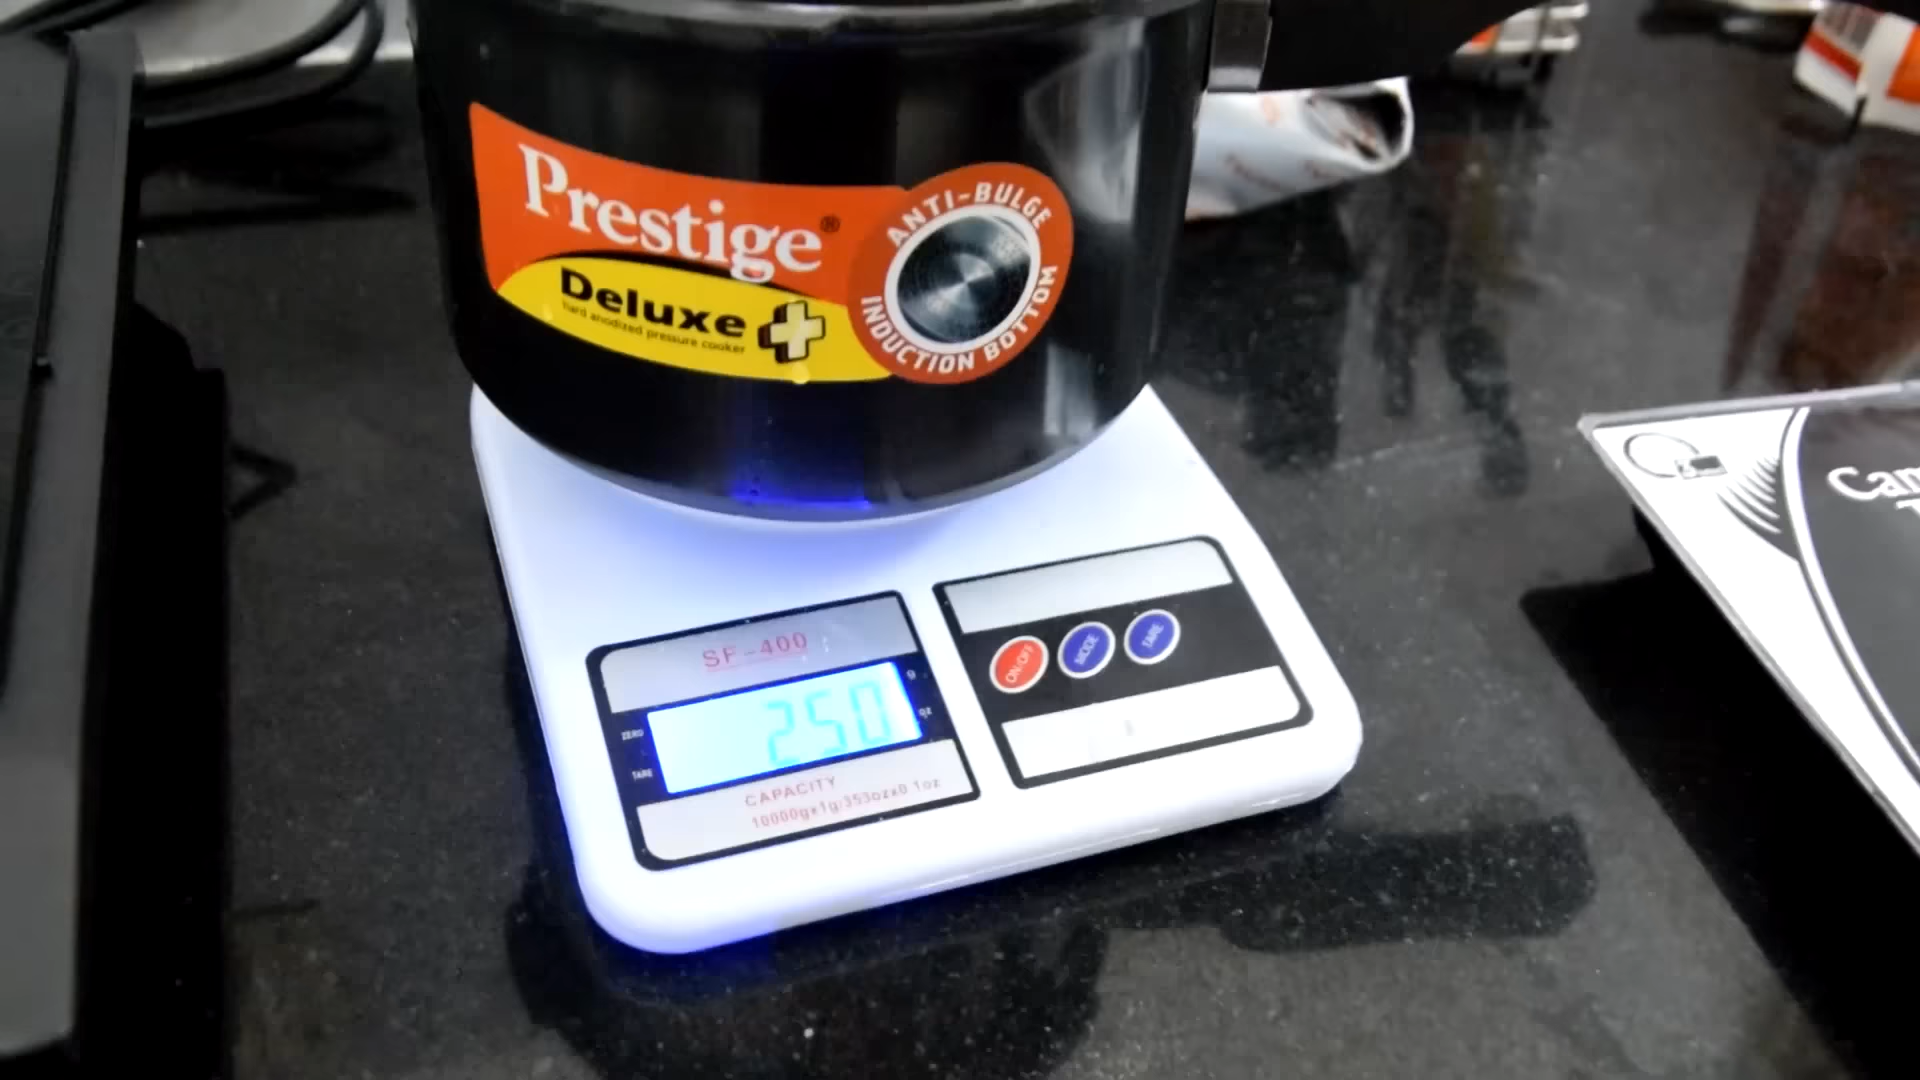 Prestige®
Deluxe
hard anodized pressure cooker
ANTI-BULGE
INDUCTION BOTTOM
SF-400
250
g
oz
ZERO
TARE
CAPACITY
10000gx1g/353ozx0.1oz
ON/OFF
MODE
TARE